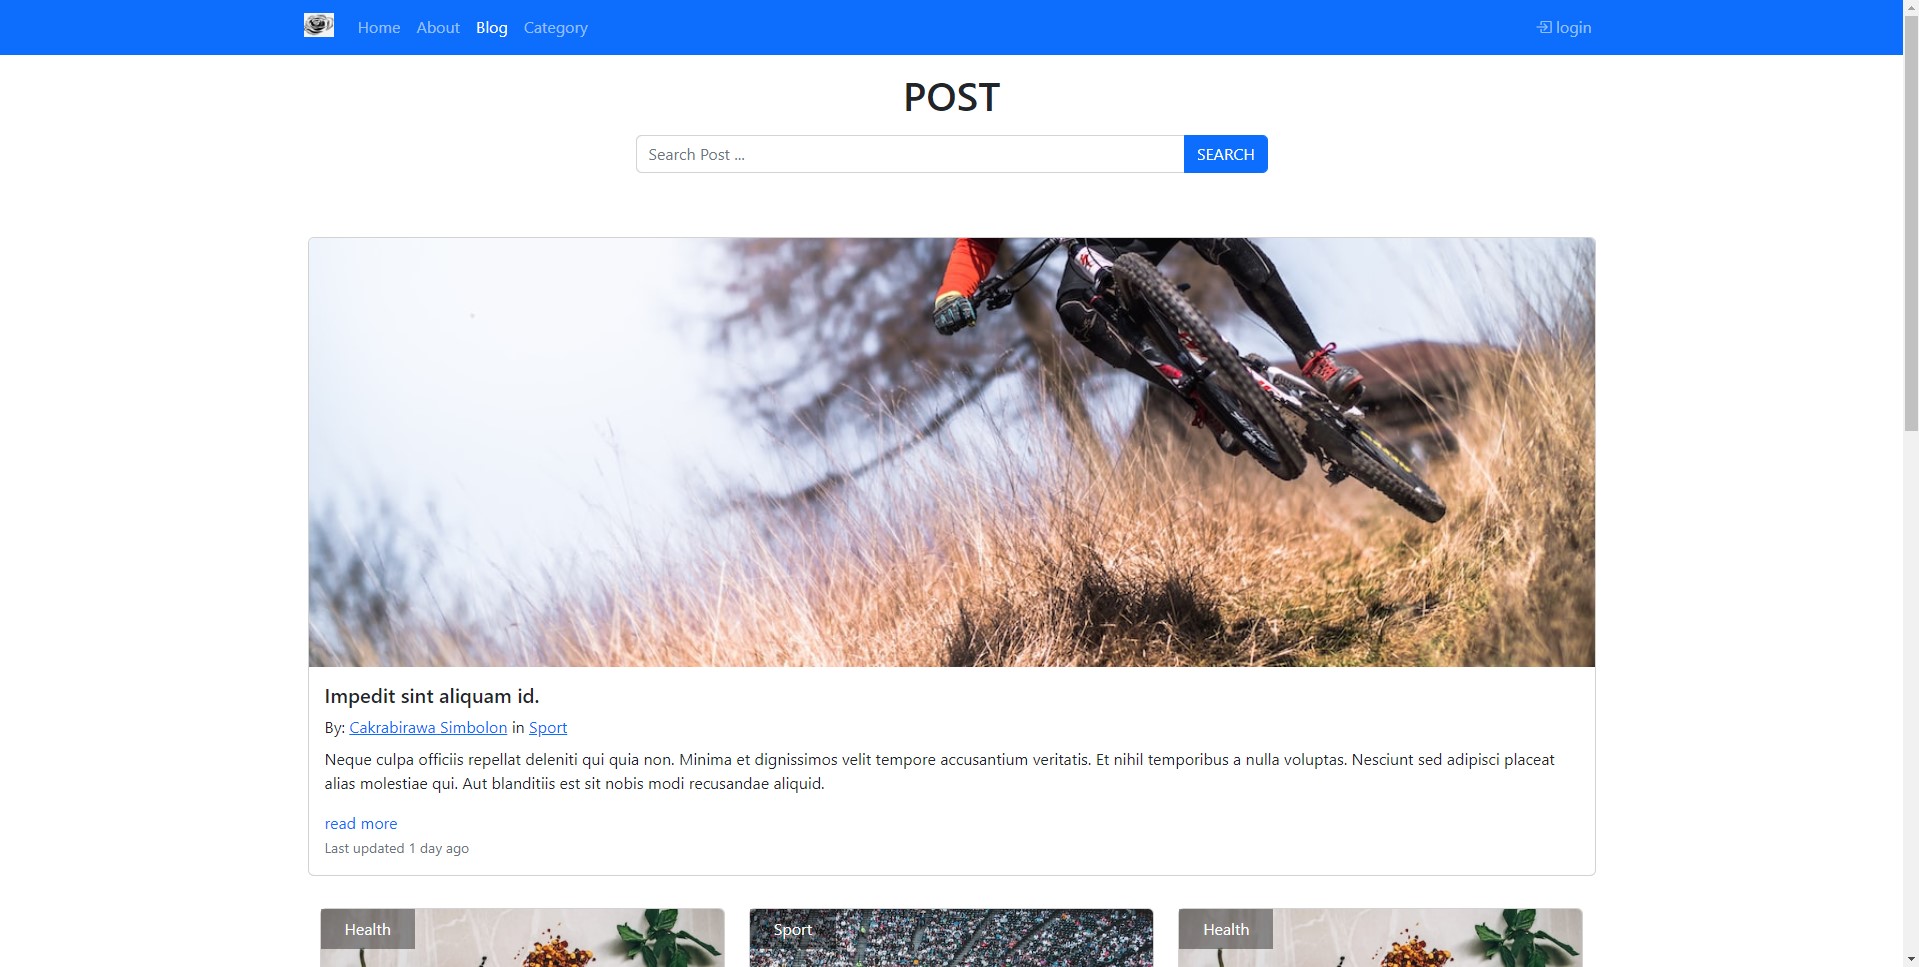 Home About Blog Category login
POST
Search Post ... SEARCH
Impedit sint aliquam id.
By: Cakrabirawa Simbolon in Sport
Neque culpa officiis repellat deleniti qui quia non. Minima et dignissimos velit tempore accusantium veritatis. Et nihil temporibus a nulla voluptas. Nesciunt sed adipisci placeat
alias molestiae qui. Aut blanditiis est sit nobis modi recusandae aliquid.
read more
Last updated 1 day ago
Health Sport Health